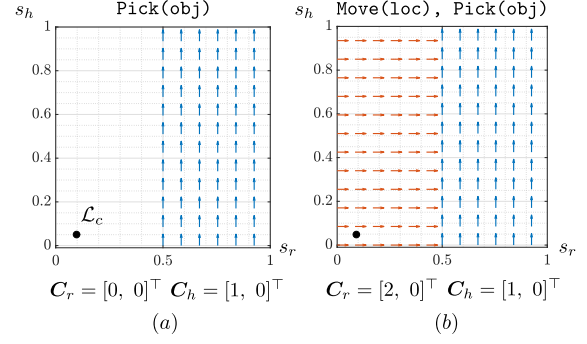 Pick(obj)
s_h
1
0.8
0.6
0.4
0.2
0
0
0.5
1
s_r
ℒ_c
C_r = [0, 0]^⊤ C_h = [1, 0]^⊤
(a)
Move(loc), Pick(obj)
s_h
1
0.8
0.6
0.4
0.2
0
0
0.5
1
s_r
C_r = [2, 0]^⊤ C_h = [1, 0]^⊤
(b)